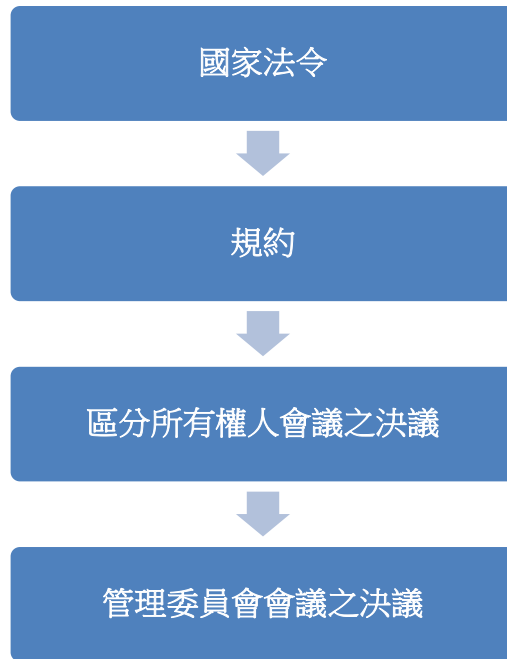 國家法令
規約
區分所有權人會議之決議
管理委員會會議之決議